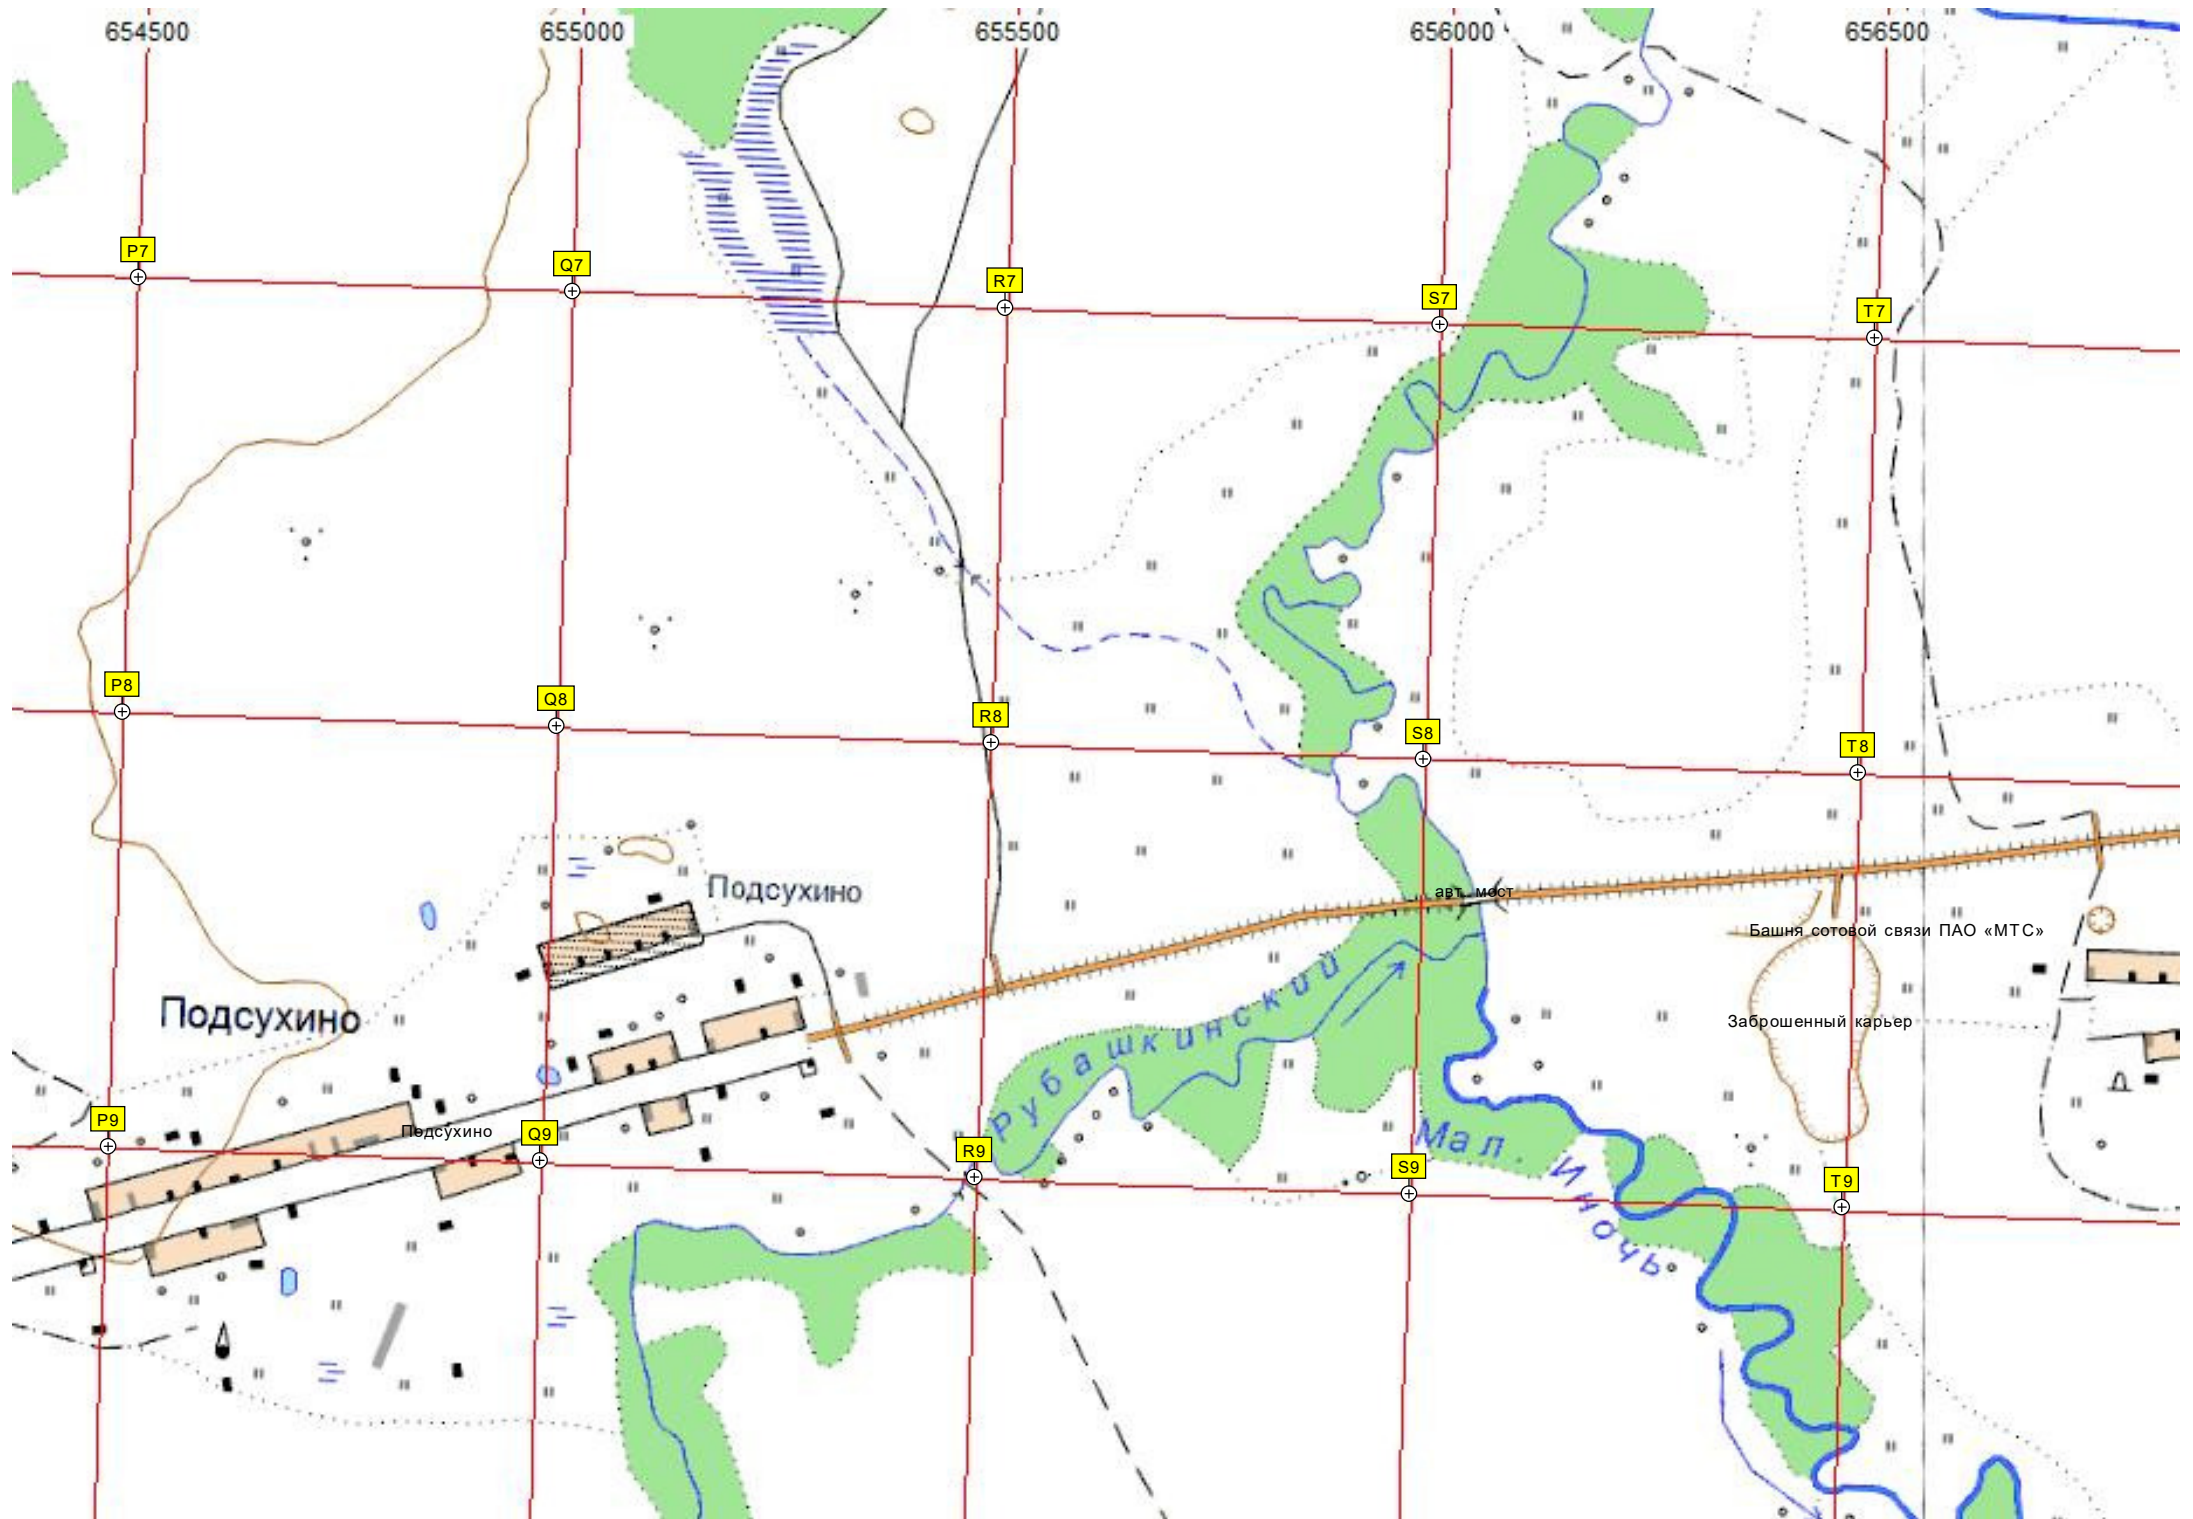 654500 655000 655500 656000 656500
P7 Q7 R7 S7 T7
P8 Q8 R8 S8 T8
Подсухино
авт. мост
Башня сотовой связи ПАО «МТС»
Подсухино
Заброшенный карьер
Рубашкинский
P9 Подсухино Q9 R9 S9 T9
Мал. Иночь